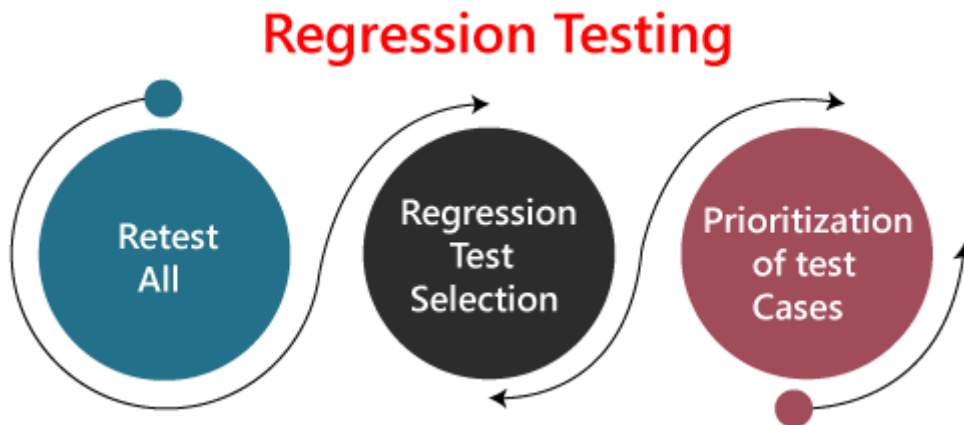 Regression Testing
Retest
All
Regression
Test
Selection
Prioritization
of test
Cases